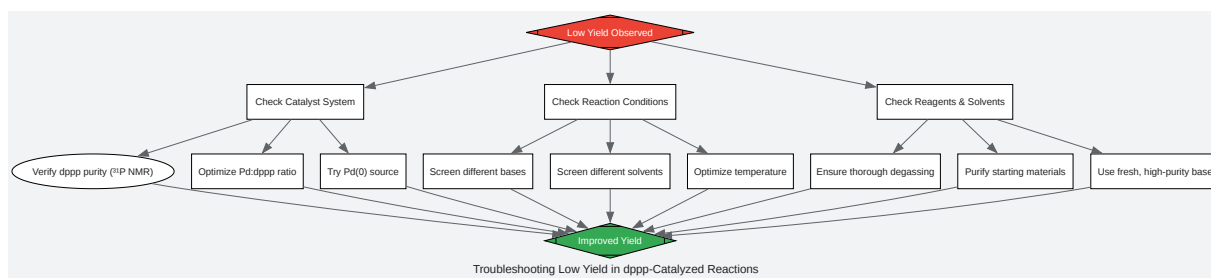 Low Yield Observed
Check Catalyst System
Check Reaction Conditions
Check Reagents & Solvents
Verify dppp purity (³¹P NMR)
Optimize Pd:dppp ratio
Try Pd(0) source
Screen different bases
Screen different solvents
Optimize temperature
Ensure thorough degassing
Purify starting materials
Use fresh, high-purity base
Improved Yield
Troubleshooting Low Yield in dppp-Catalyzed Reactions